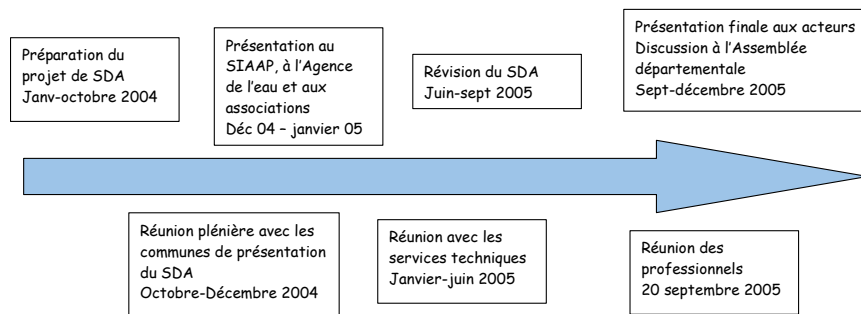 Préparation du
projet de SDA
Janv-octobre 2004
Présentation au
SIAAP, à l'Agence
de l'eau et aux
associations
Déc 04 – janvier 05
Révision du SDA
Juin-sept 2005
Présentation finale aux acteurs
Discussion à l'Assemblée
départementale
Sept-décembre 2005
Réunion plénière avec les
communes de présentation
du SDA
Octobre-Décembre 2004
Réunion avec les
services techniques
Janvier-juin 2005
Réunion des
professionnels
20 septembre 2005